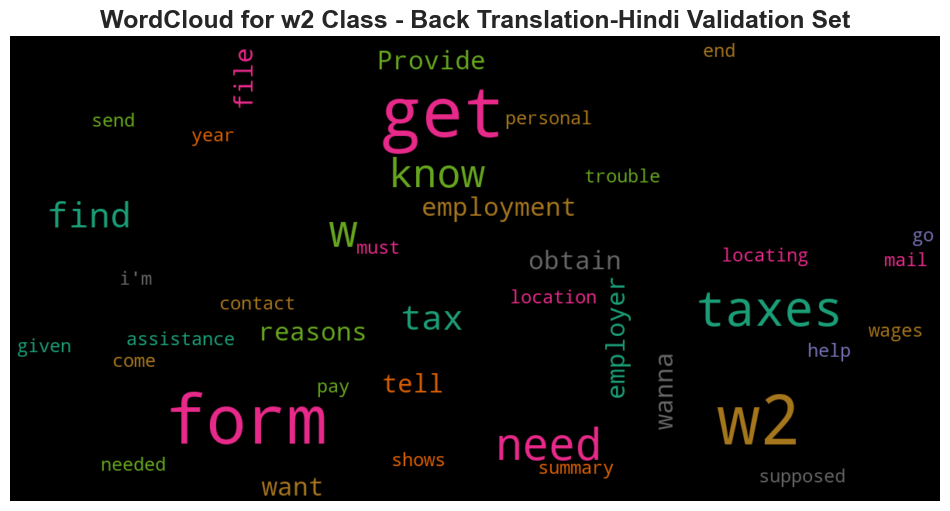 WordCloud for w2 Class - Back Translation-Hindi Validation Set
end
file
Provide
get
send
personal
year
know
trouble
find
employment
w
must
go
obtain
locating
mail
i'm
location
contact
taxes
tax
employer
reasons
wages
assistance
given
help
come
wanna
pay
tell
form
w2
need
needed
shows
summary
supposed
want